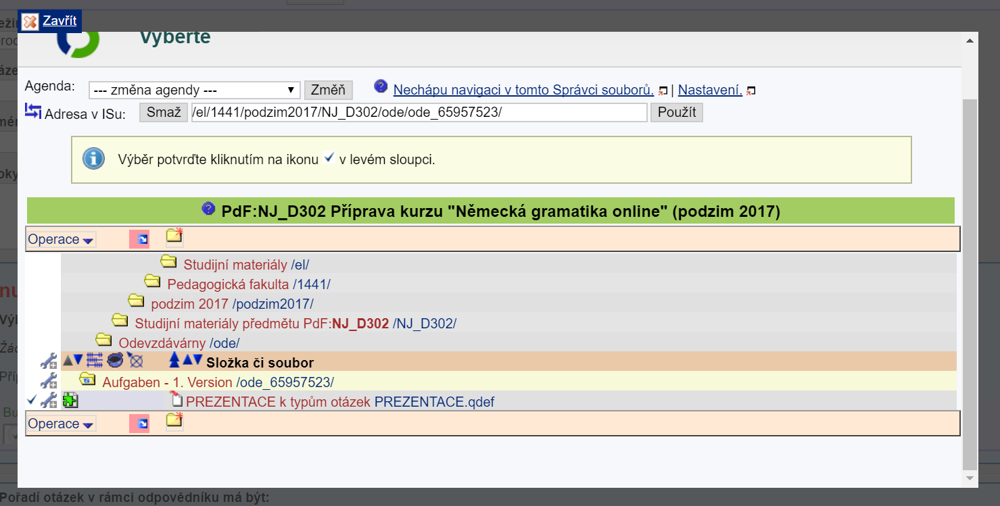 Zavřít
Vyberte
Agenda: --- změna agendy --- Změň Nechápu navigaci v tomto Správci souborů. | Nastavení.
Adresa v ISu: Smaž /el/1441/podzim2017/NJ_D302/ode/ode_65957523/ Použít
Výběr potvrďte kliknutím na ikonu v levém sloupci.
PdF:NJ_D302 Příprava kurzu "Německá gramatika online" (podzim 2017)
Operace
Studijní materiály /el/
Pedagogická fakulta /1441/
podzim 2017 /podzim2017/
Studijní materiály předmětu PdF:NJ_D302 /NJ_D302/
Odevzdávárny /ode/
Složka či soubor
Aufgaben - 1. Version /ode_65957523/
PREZENTACE k typům otázek PREZENTACE.qdef
Operace
Pořadí otázek v rámci odpovědníku má být: